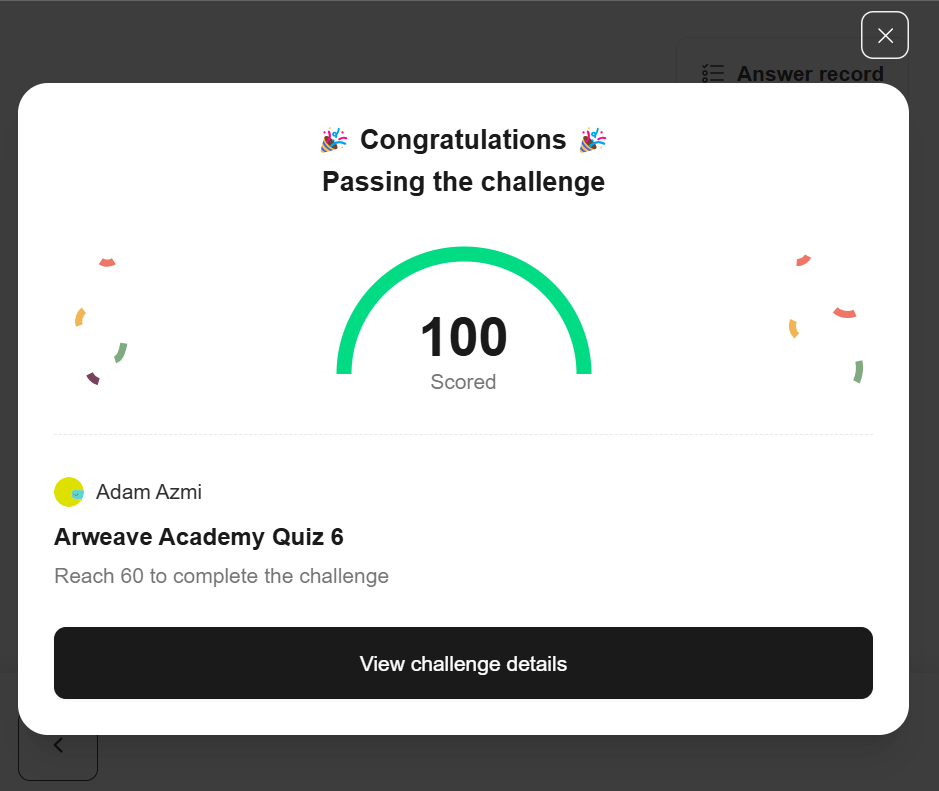 Answer record
Congratulations
Passing the challenge
100
Scored
Adam Azmi
Arweave Academy Quiz 6
Reach 60 to complete the challenge
View challenge details